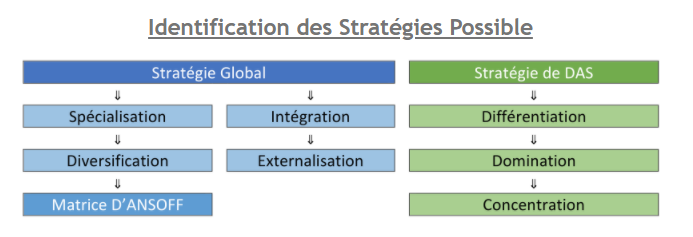 Identification des Stratégies Possible
Stratégie Global
Stratégie de DAS
⇓ ⇓ ⇓
Spécialisation
Intégration
Différentiation
⇓ ⇓ ⇓
Diversification
Externalisation
Domination
⇓ ⇓
Matrice D'ANSOFF
Concentration